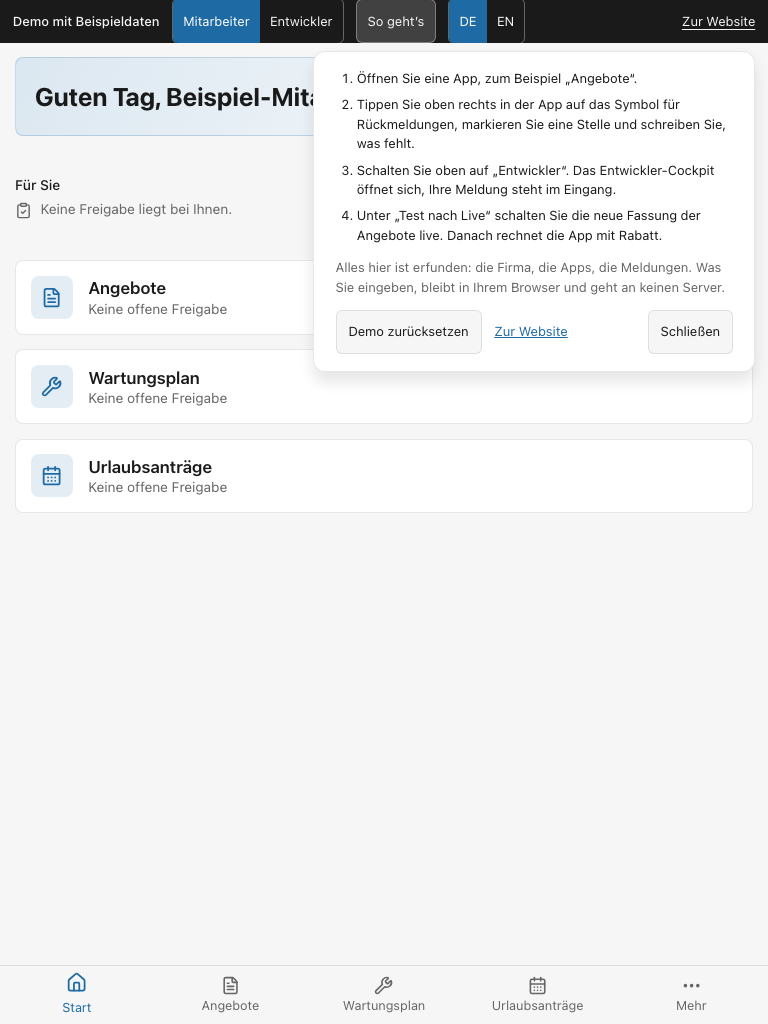 Demo mit Beispieldaten
Mitarbeiter
Entwickler
So geht's
DE
EN
Zur Website
Guten Tag, Beispiel-Mita
1. Öffnen Sie eine App, zum Beispiel „Angebote“.
2. Tippen Sie oben rechts in der App auf das Symbol für
Rückmeldungen, markieren Sie eine Stelle und schreiben Sie,
was fehlt.
3. Schalten Sie oben auf „Entwickler“. Das Entwickler-Cockpit
öffnet sich, Ihre Meldung steht im Eingang.
4. Unter „Test nach Live“ schalten Sie die neue Fassung der
Angebote live. Danach rechnet die App mit Rabatt.
Alles hier ist erfunden: die Firma, die Apps, die Meldungen. Was
Sie eingeben, bleibt in Ihrem Browser und geht an keinen Server.
Demo zurücksetzen
Zur Website
Schließen
Für Sie
Keine Freigabe liegt bei Ihnen.
Angebote
Keine offene Freigabe
Wartungsplan
Keine offene Freigabe
Urlaubsanträge
Keine offene Freigabe
Start
Angebote
Wartungsplan
Urlaubsanträge
Mehr